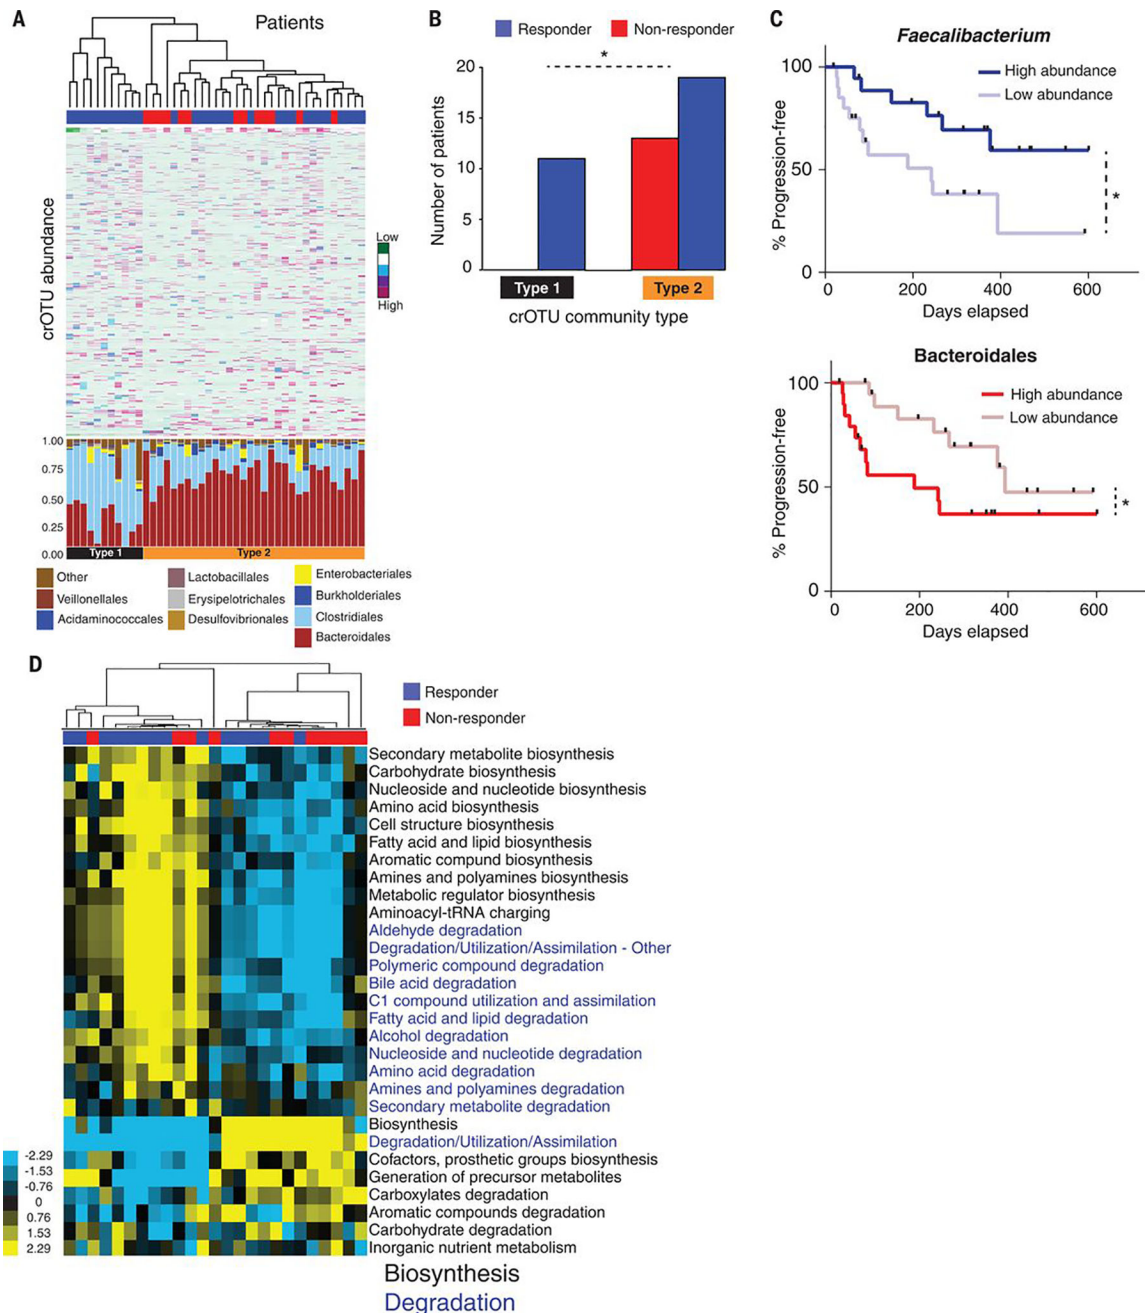 A
Patients
crOTU abundance
Low
High
1.00
0.75
0.50
0.25
0.00
Type 1
Type 2
Other
Veillonellales
Acidaminococcales
Lactobacillales
Erysipelotrichales
Desulfovibrionales
Enterobacteriales
Burkholderiales
Clostridiales
Bacteroidales
B
Responder
Non-responder
*
Number of patients
20
15
10
5
0
Type 1
Type 2
crOTU community type
C
Faecalibacterium
High abundance
Low abundance
% Progression-free
100
50
0
*
0 200 400 600
Days elapsed
Bacteroidales
High abundance
Low abundance
% Progression-free
100
50
0
*
0 200 400 600
Days elapsed
D
Responder
Non-responder
Secondary metabolite biosynthesis
Carbohydrate biosynthesis
Nucleoside and nucleotide biosynthesis
Amino acid biosynthesis
Cell structure biosynthesis
Fatty acid and lipid biosynthesis
Aromatic compund biosynthesis
Amines and polyamines biosynthesis
Metabolic regulator biosynthesis
Aminoacyl-tRNA charging
Aldehyde degradation
Degradation/Utilization/Assimilation - Other
Polymeric compound degradation
Bile acid degradation
C1 compound utilization and assimilation
Fatty acid and lipid degradation
Alcohol degradation
Nucleoside and nucleotide degradation
Amino acid degradation
Amines and polyamines degradation
Secondary metabolite degradation
Biosynthesis
Degradation/Utilization/Assimilation
Cofactors, prosthetic groups biosynthesis
Generation of precursor metabolites
Carboxylates degradation
Aromatic compounds degradation
Carbohydrate degradation
Inorganic nutrient metabolism
-2.29
-1.53
-0.76
0
0.76
1.53
2.29
Biosynthesis
Degradation